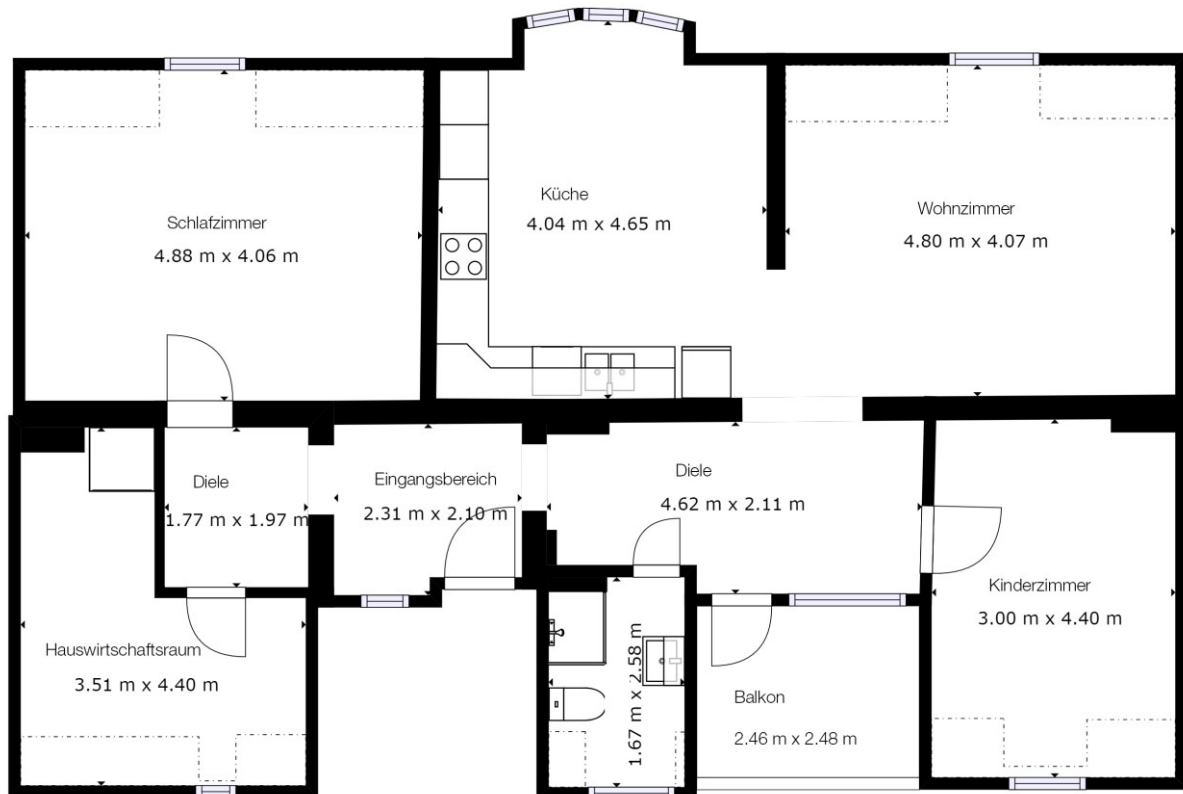 Schlafzimmer
4.88 m x 4.06 m
Küche
4.04 m x 4.65 m
Wohnzimmer
4.80 m x 4.07 m
Diele
1.77 m x 1.97 m
Eingangsbereich
2.31 m x 2.10 m
Diele
4.62 m x 2.11 m
Kinderzimmer
3.00 m x 4.40 m
Hauswirtschaftsraum
3.51 m x 4.40 m
1.67 m x 2.58 m
Balkon
2.46 m x 2.48 m